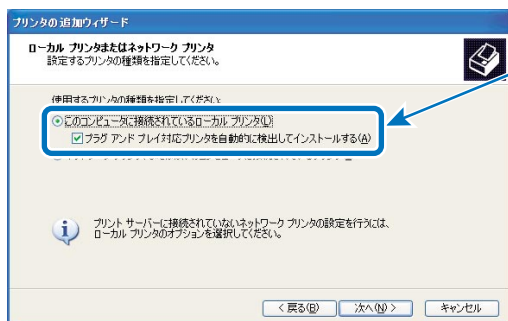 プリンタの追加ウィザード
ローカル プリンタまたはネットワーク プリンタ
設定するプリンタの種類を指定してください。
使用するプリンタの種類を指定してください:
このコンピュータに接続されているローカル プリンタ(L)
プラグ アンド プレイ対応プリンタを自動的に検出してインストールする(A)
プリント サーバーに接続されていないネットワーク プリンタの設定を行うには、
ローカル プリンタのオプションを選択してください。
< 戻る(B)
次へ(N) >
キャンセル